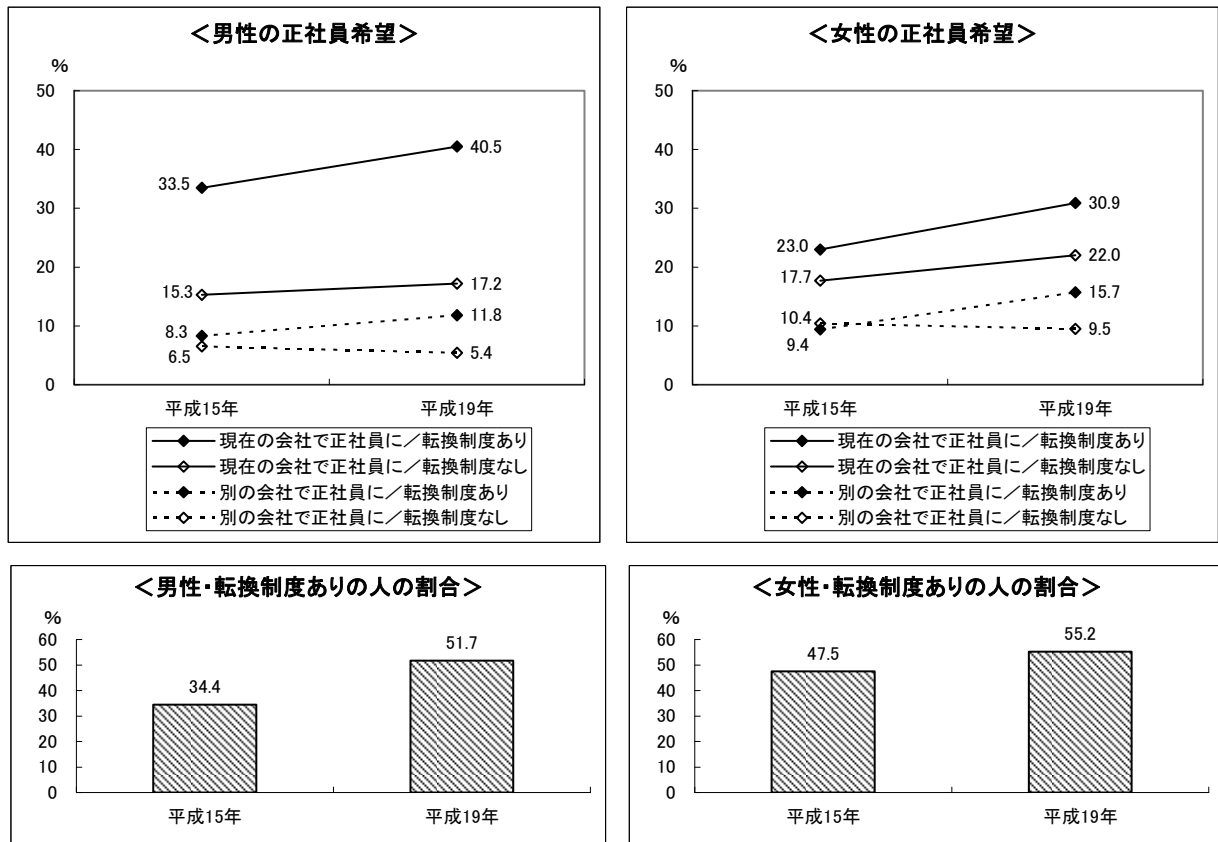 ＜男性の正社員希望＞
%
50
40
30
20
10
0
33.5
40.5
15.3
17.2
8.3
11.8
6.5
5.4
平成15年
平成19年
現在の会社で正社員に／転換制度あり
現在の会社で正社員に／転換制度なし
別の会社で正社員に／転換制度あり
別の会社で正社員に／転換制度なし
＜女性の正社員希望＞
%
50
40
30
20
10
0
23.0
30.9
17.7
22.0
10.4
15.7
9.4
9.5
平成15年
平成19年
現在の会社で正社員に／転換制度あり
現在の会社で正社員に／転換制度なし
別の会社で正社員に／転換制度あり
別の会社で正社員に／転換制度なし
＜男性・転換制度ありの人の割合＞
%
60
50
40
30
20
10
0
34.4
51.7
平成15年
平成19年
＜女性・転換制度ありの人の割合＞
%
60
50
40
30
20
10
0
47.5
55.2
平成15年
平成19年